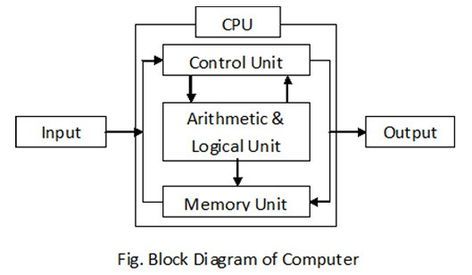 CPU
Control Unit
Input
Arithmetic &
Logical Unit
Output
Memory Unit
Fig. Block Diagram of Computer